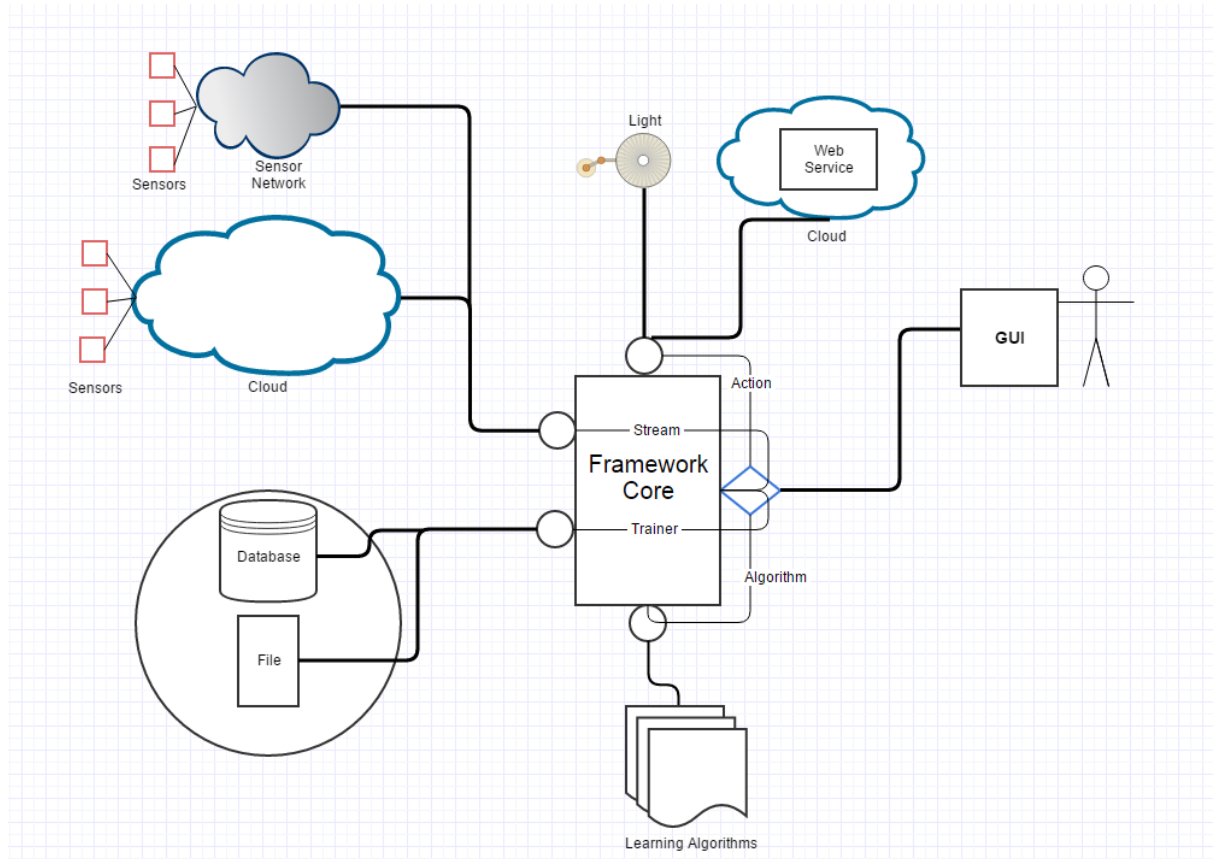 Light
Web
Service
Cloud
Sensor
Network
Sensors
Cloud
Sensors
GUI
Action
Stream
Framework
Core
Trainer
Database
Algorithm
File
Learning Algorithms